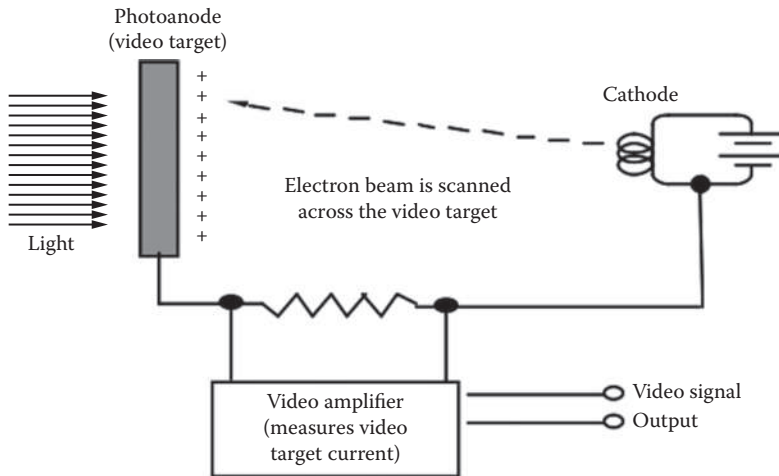 Photoanode
(video target)
+
+
+
+
+
+
+
+
+
Cathode
Electron beam is scanned
across the video target
Light
Video amplifier
(measures video
target current)
Video signal
Output